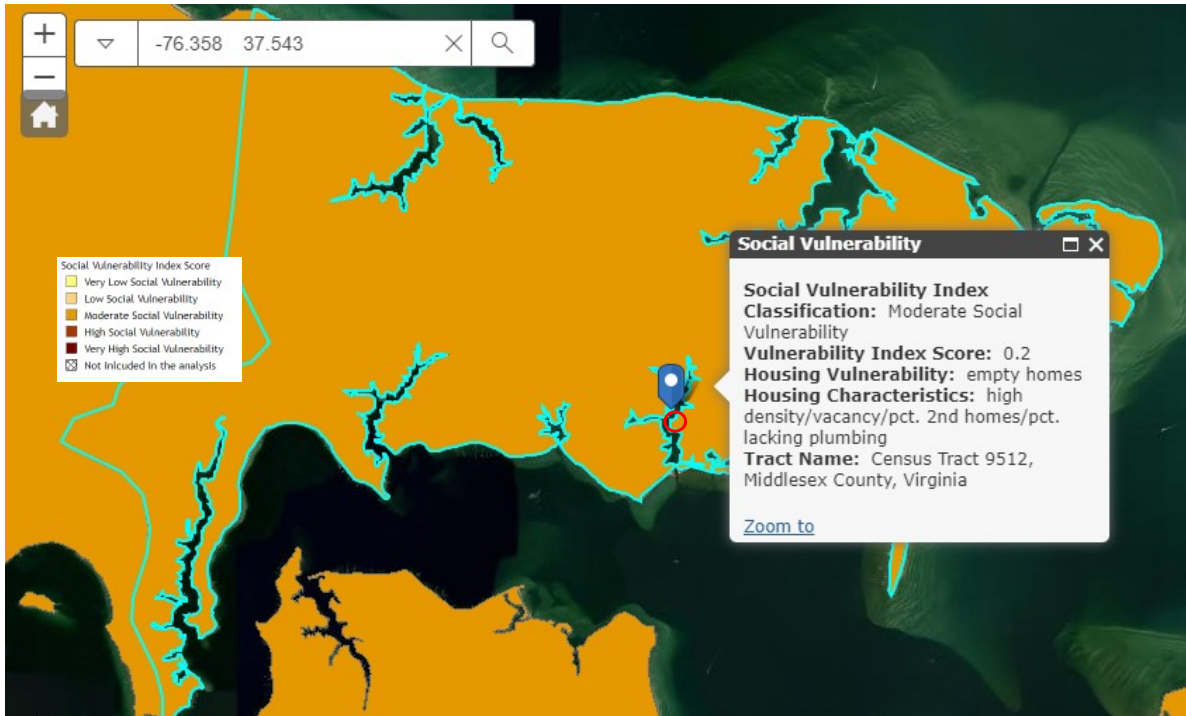 +
-76.358 37.543
−
Social Vulnerability
Social Vulnerability Index
Classification: Moderate Social
Vulnerability
Vulnerability Index Score: 0.2
Housing Vulnerability: empty homes
Housing Characteristics: high
density/vacancy/pct. 2nd homes/pct.
lacking plumbing
Tract Name: Census Tract 9512,
Middlesex County, Virginia
Zoom to
Social Vulnerability Index Score
Very Low Social Vulnerability
Low Social Vulnerability
Moderate Social Vulnerability
High Social Vulnerability
Very High Social Vulnerability
Not inlcuded in the analysis